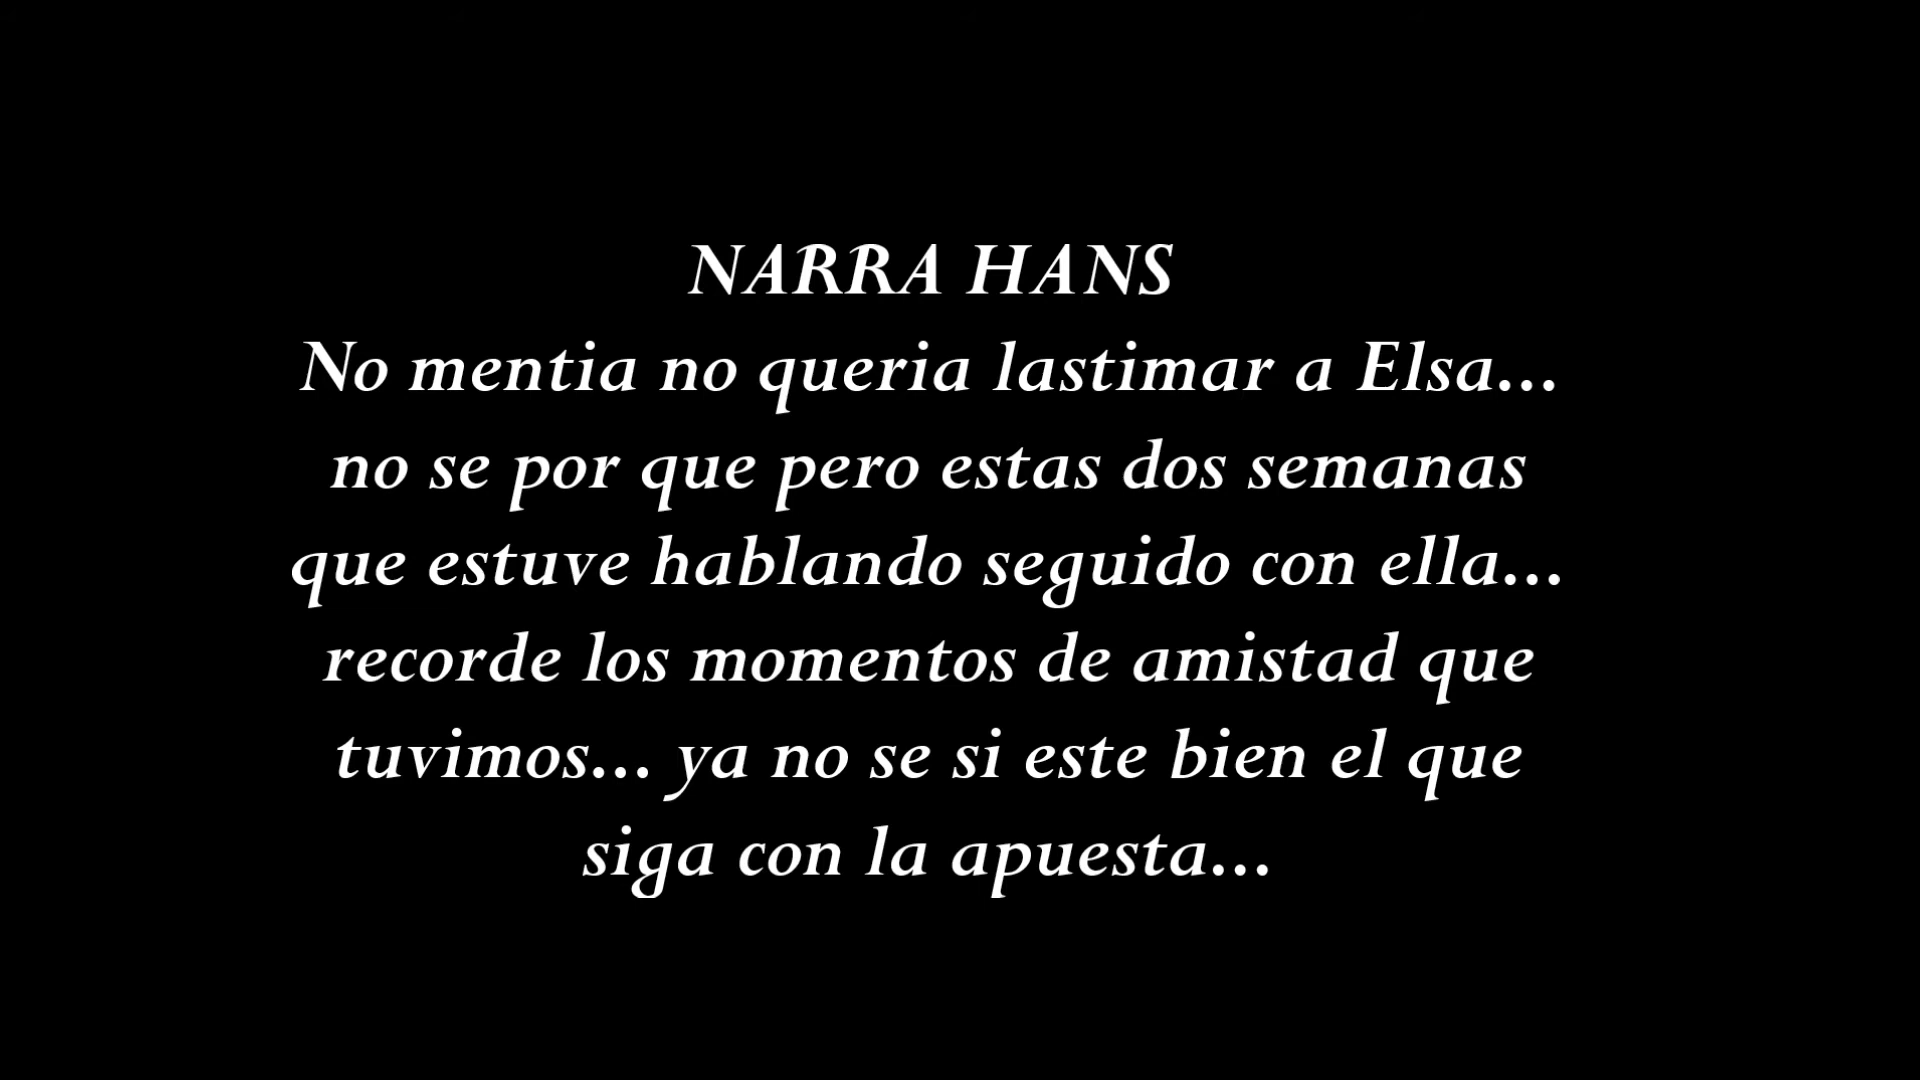 NARRA HANS
No mentia no queria lastimar a Elsa...
no se por que pero estas dos semanas
que estuve hablando seguido con ella...
recorde los momentos de amistad que
tuvimos... ya no se si este bien el que
siga con la apuesta...